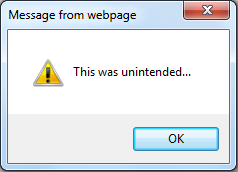 Message from webpage
This was unintended...
OK